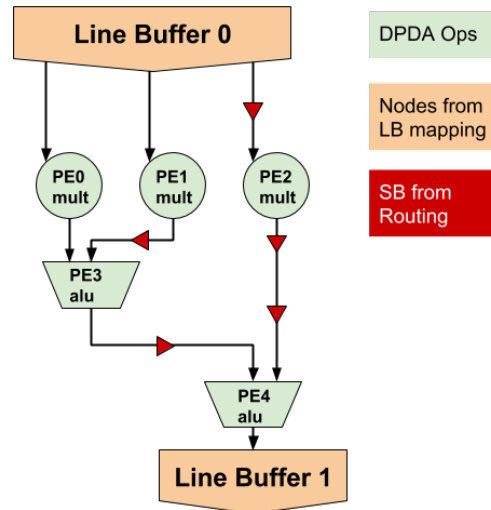 Line Buffer 0
DPDA Ops
Nodes from
LB mapping
PE0
mult
PE1
mult
PE2
mult
SB from
Routing
PE3
alu
PE4
alu
Line Buffer 1